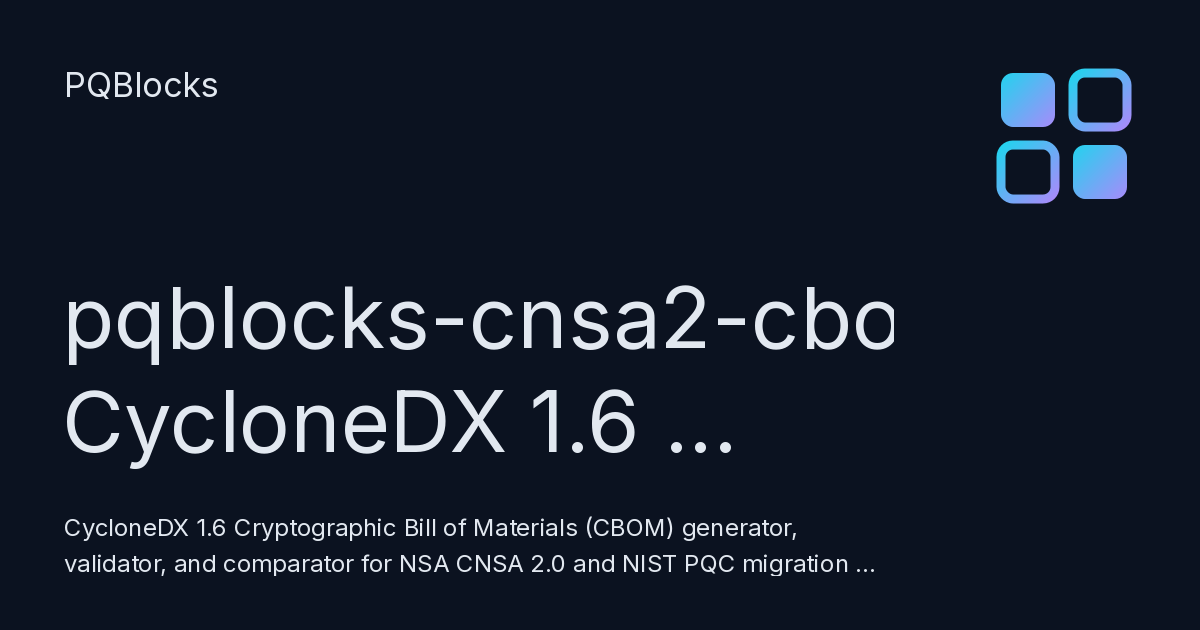 PQBlocks
pqblocks-cnsa2-cbo
CycloneDX 1.6 ...
CycloneDX 1.6 Cryptographic Bill of Materials (CBOM) generator,
validator, and comparator for NSA CNSA 2.0 and NIST PQC migration ...